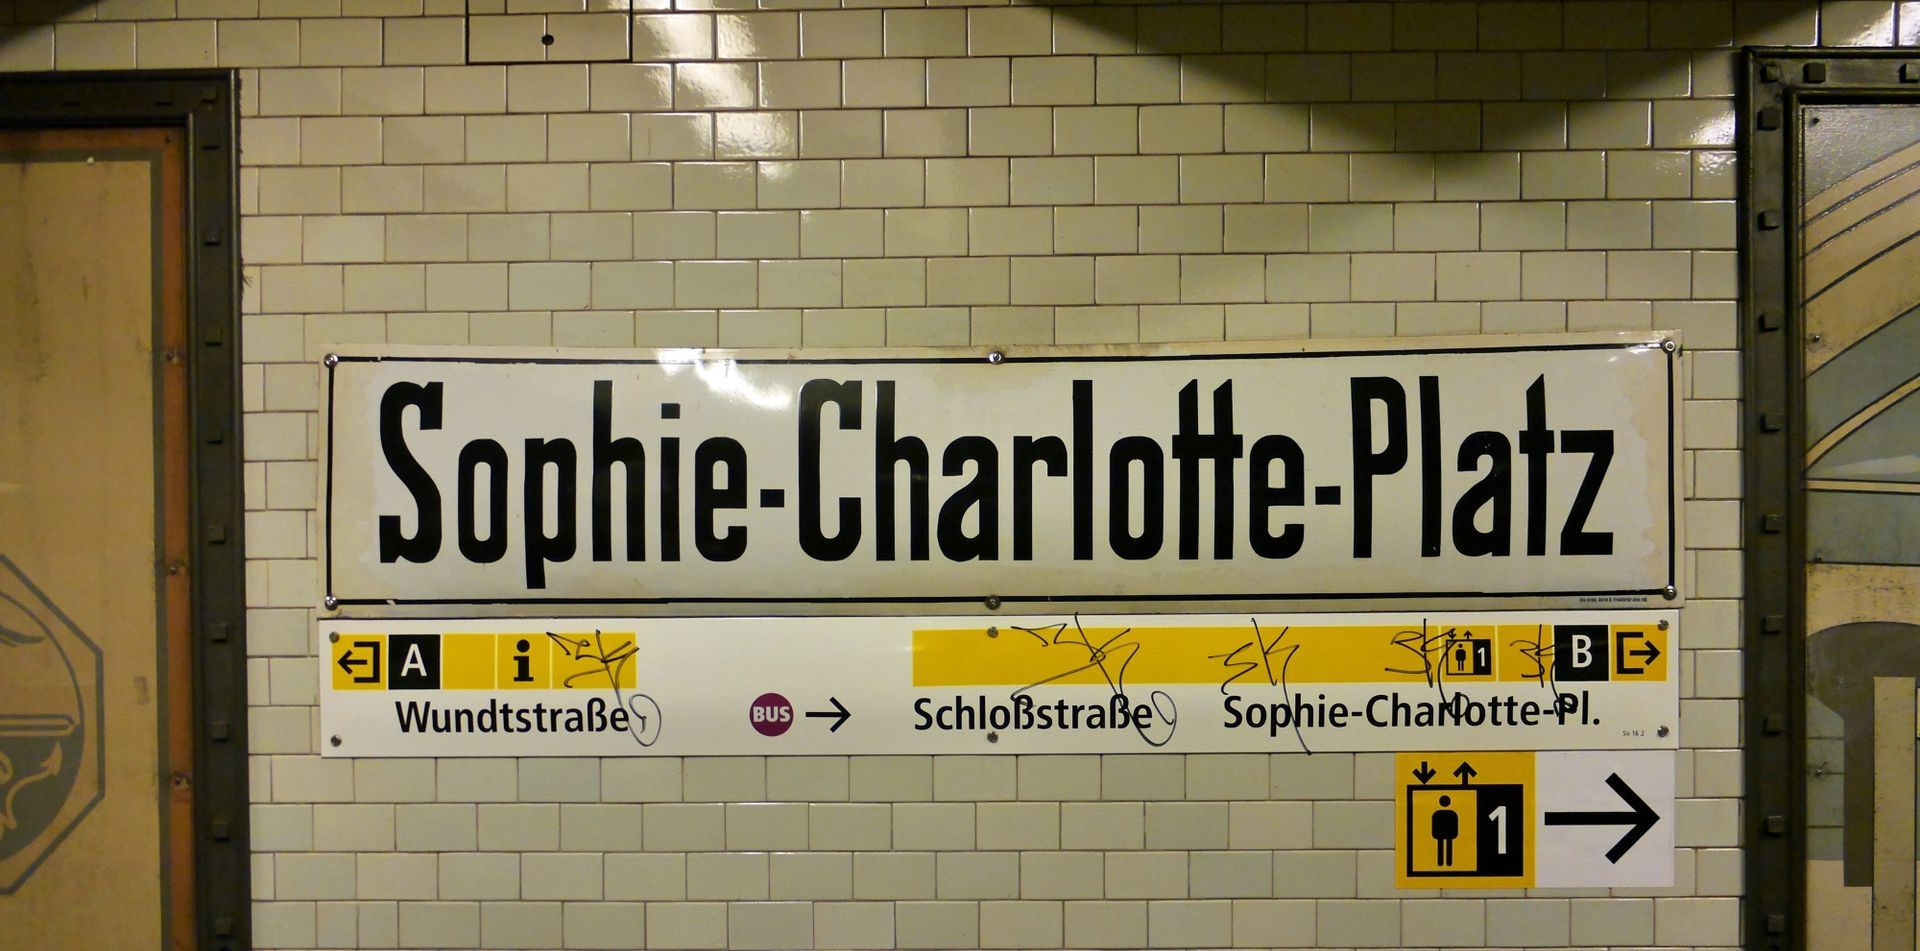 Sophie-Charlotte-Platz
A i 1 B
Wundtstraße BUS → Schloßstraße Sophie-Charlotte-Pl.
1 →